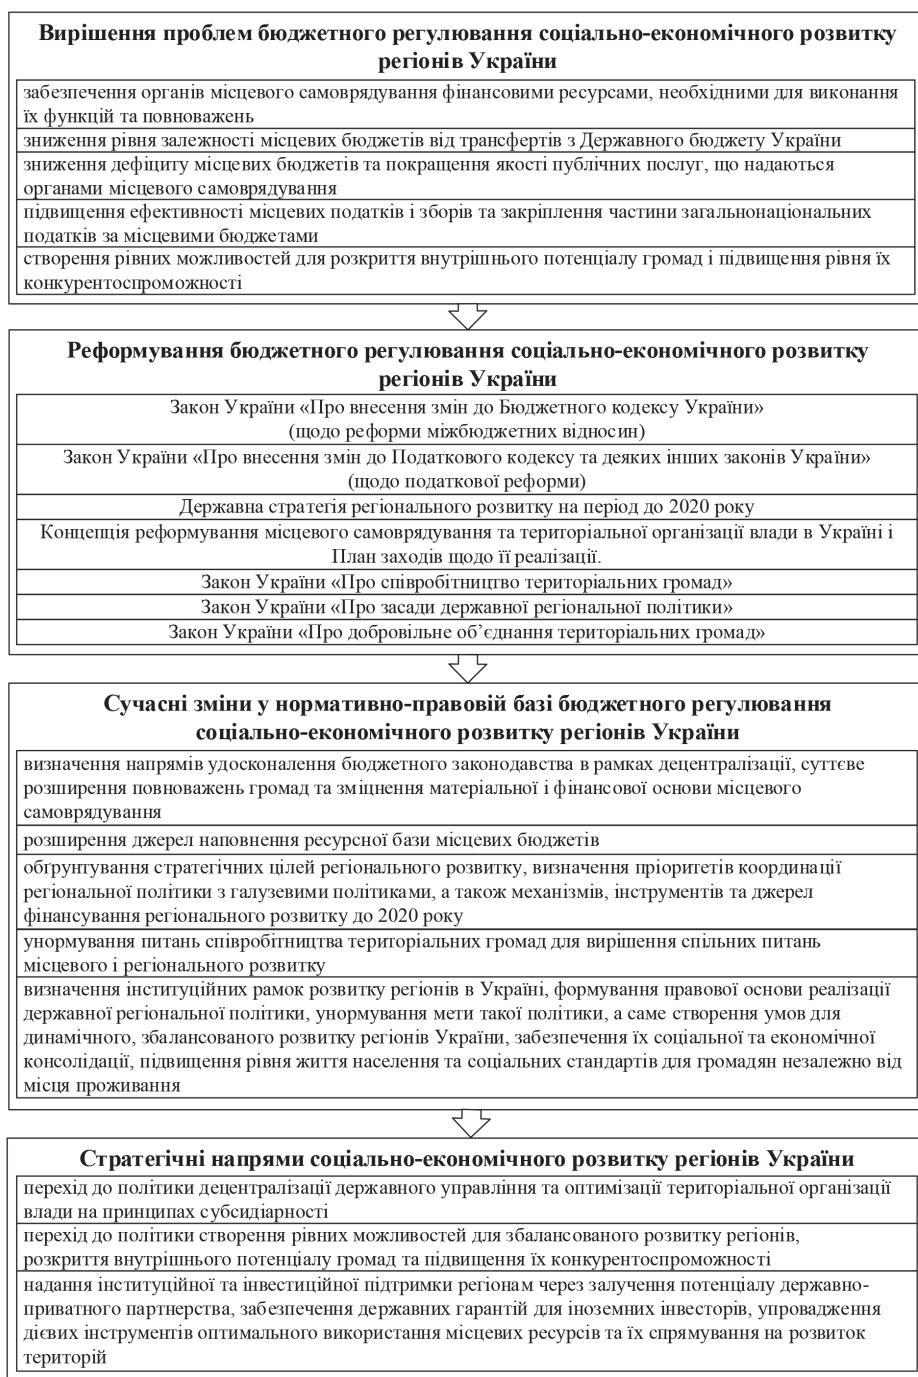 Вирішення проблем бюджетного регулювання соціально-економічного розвитку
регіонів України
забезпечення органів місцевого самоврядування фінансовими ресурсами, необхідними для виконання
їх функцій та повноважень
зниження рівня залежності місцевих бюджетів від трансфертів з Державного бюджету України
зниження дефіциту місцевих бюджетів та покращення якості публічних послуг, що надаються
органами місцевого самоврядування
підвищення ефективності місцевих податків і зборів та закріплення частини загальнонаціональних
податків за місцевими бюджетами
створення рівних можливостей для розкриття внутрішнього потенціалу громад і підвищення рівня їх
конкурентоспроможності
Реформування бюджетного регулювання соціально-економічного розвитку
регіонів України
Закон України «Про внесення змін до Бюджетного кодексу України»
(щодо реформи міжбюджетних відносин)
Закон України «Про внесення змін до Податкового кодексу та деяких інших законів України»
(щодо податкової реформи)
Державна стратегія регіонального розвитку на період до 2020 року
Концепція реформування місцевого самоврядування та територіальної організації влади в Україні і
План заходів щодо її реалізації.
Закон України «Про співробітництво територіальних громад»
Закон України «Про засади державної регіональної політики»
Закон України «Про добровільне об’єднання територіальних громад»
Сучасні зміни у нормативно-правовій базі бюджетного регулювання
соціально-економічного розвитку регіонів України
визначення напрямів удосконалення бюджетного законодавства в рамках децентралізації, суттєве
розширення повноважень громад та зміцнення матеріальної і фінансової основи місцевого
самоврядування
розширення джерел наповнення ресурсної бази місцевих бюджетів
обґрунтування стратегічних цілей регіонального розвитку, визначення пріоритетів координації
регіональної політики з галузевими політиками, а також механізмів, інструментів та джерел
фінансування регіонального розвитку до 2020 року
унормування питань співробітництва територіальних громад для вирішення спільних питань
місцевого і регіонального розвитку
визначення інституційних рамок розвитку регіонів в Україні, формування правової основи реалізації
державної регіональної політики, унормування мети такої політики, а саме створення умов для
динамічного, збалансованого розвитку регіонів України, забезпечення їх соціальної та економічної
консолідації, підвищення рівня життя населення та соціальних стандартів для громадян незалежно від
місця проживання
Стратегічні напрями соціально-економічного розвитку регіонів України
перехід до політики децентралізації державного управління та оптимізації територіальної організації
влади на принципах субсидіарності
перехід до політики створення рівних можливостей для збалансованого розвитку регіонів,
розкриття внутрішнього потенціалу громад та підвищення їх конкурентоспроможності
надання інституційної та інвестиційної підтримки регіонам через залучення потенціалу державно-
приватного партнерства, забезпечення державних гарантій для іноземних інвесторів, упровадження
дієвих інструментів оптимального використання місцевих ресурсів та їх спрямування на розвиток
територій